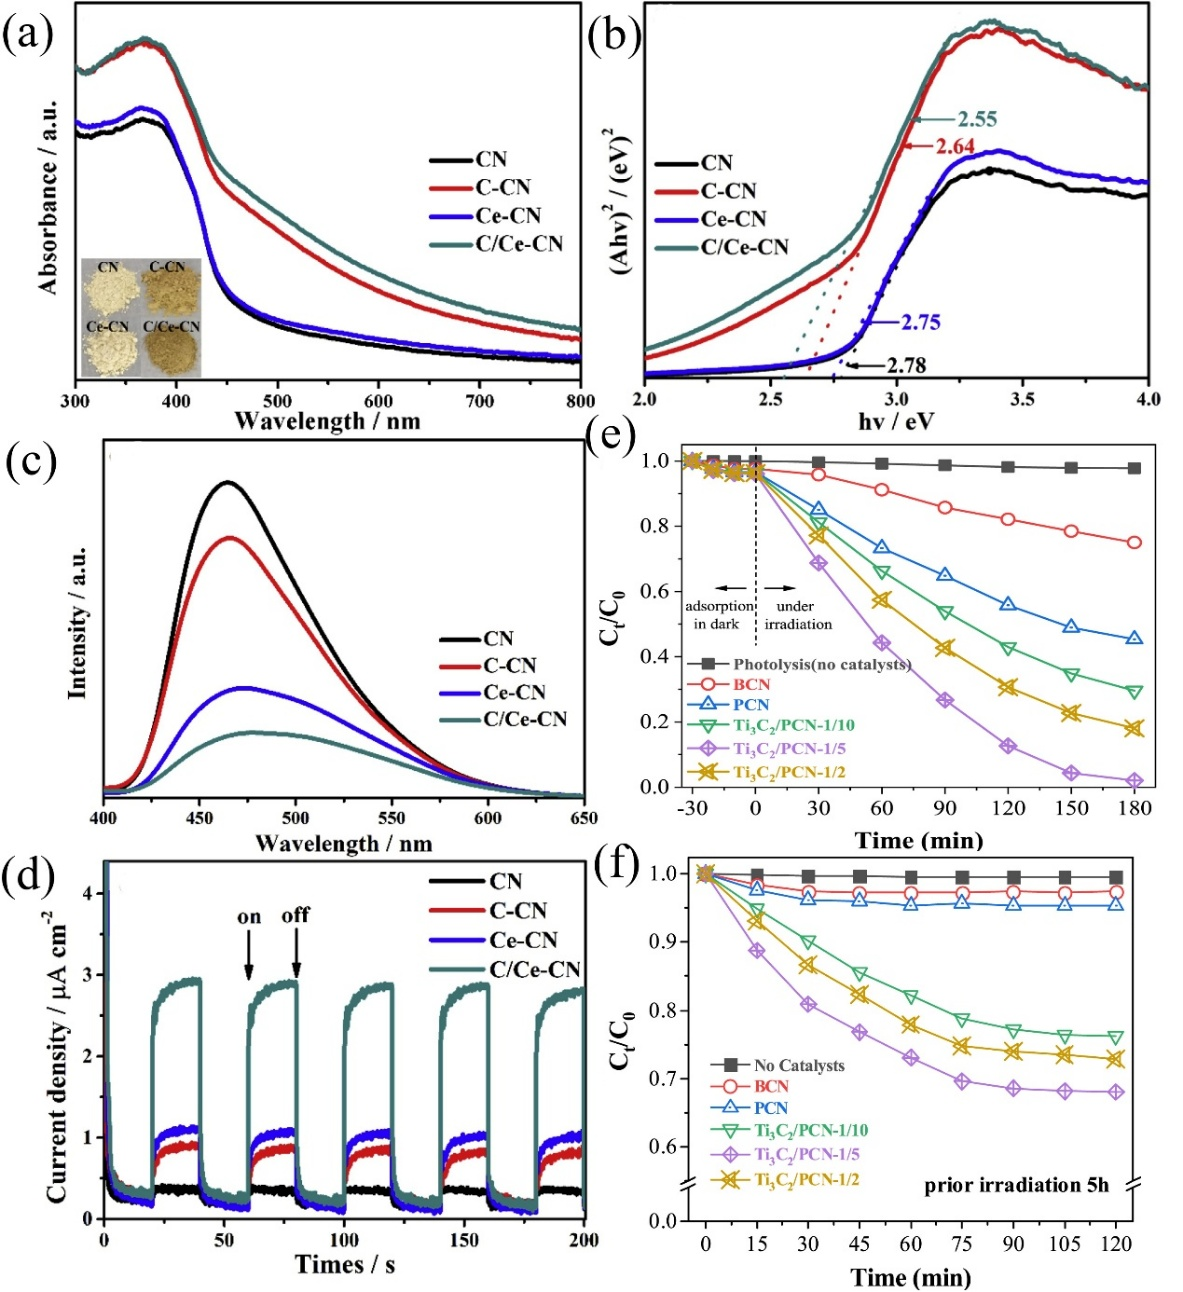 (a)
Absorbance / a.u.
CN
C-CN
Ce-CN
C/Ce-CN
CN
C-CN
Ce-CN
C/Ce-CN
300 400 500 600 700 800
Wavelength / nm
(b)
(Ahν)² / (eV)²
2.55
2.64
CN
C-CN
Ce-CN
C/Ce-CN
2.75
2.78
2.0 2.5 3.0 3.5 4.0
hν / eV
(c)
Intensity / a.u.
CN
C-CN
Ce-CN
C/Ce-CN
400 450 500 550 600 650
Wavelength / nm
(e)
Cₜ/C₀
1.0
0.8
0.6
0.4
0.2
0.0
adsorption
in dark
under
irradiation
Photolysis(no catalysts)
BCN
PCN
Ti₃C₂/PCN-1/10
Ti₃C₂/PCN-1/5
Ti₃C₂/PCN-1/2
-30 0 30 60 90 120 150 180
Time (min)
(d)
Current density / μA cm⁻²
4
3
2
1
0
on off
CN
C-CN
Ce-CN
C/Ce-CN
0 50 100 150 200
Times / s
(f)
Cₜ/C₀
1.0
0.9
0.8
0.7
0.6
0.0
No Catalysts
BCN
PCN
Ti₃C₂/PCN-1/10
Ti₃C₂/PCN-1/5
Ti₃C₂/PCN-1/2
prior irradiation 5h
0 15 30 45 60 75 90 105 120
Time (min)